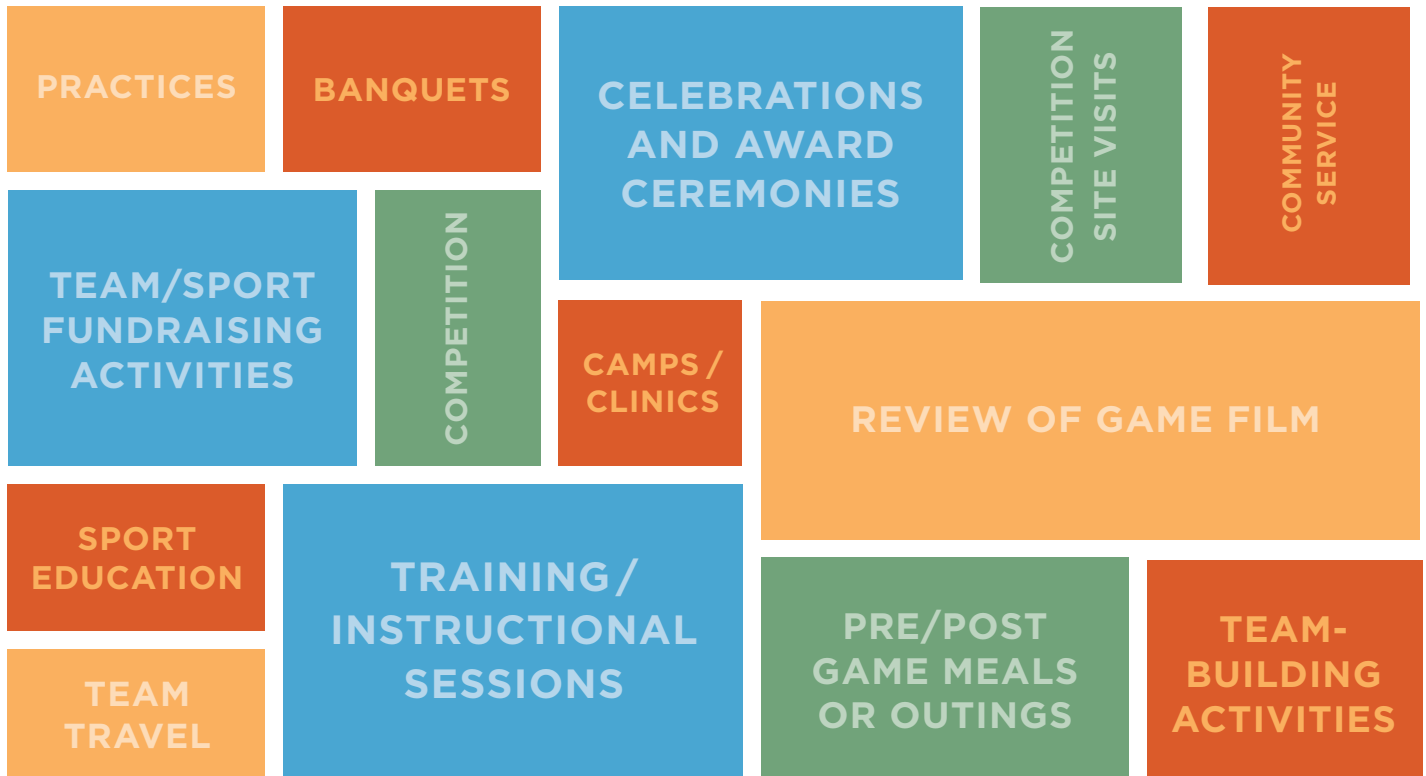 PRACTICES
BANQUETS
CELEBRATIONS
AND AWARD
CEREMONIES
COMPETITION
SITE VISITS
COMMUNITY
SERVICE
TEAM/SPORT
FUNDRAISING
ACTIVITIES
COMPETITION
CAMPS /
CLINICS
REVIEW OF GAME FILM
SPORT
EDUCATION
TRAINING /
INSTRUCTIONAL
SESSIONS
PRE/POST
GAME MEALS
OR OUTINGS
TEAM-
BUILDING
ACTIVITIES
TEAM
TRAVEL